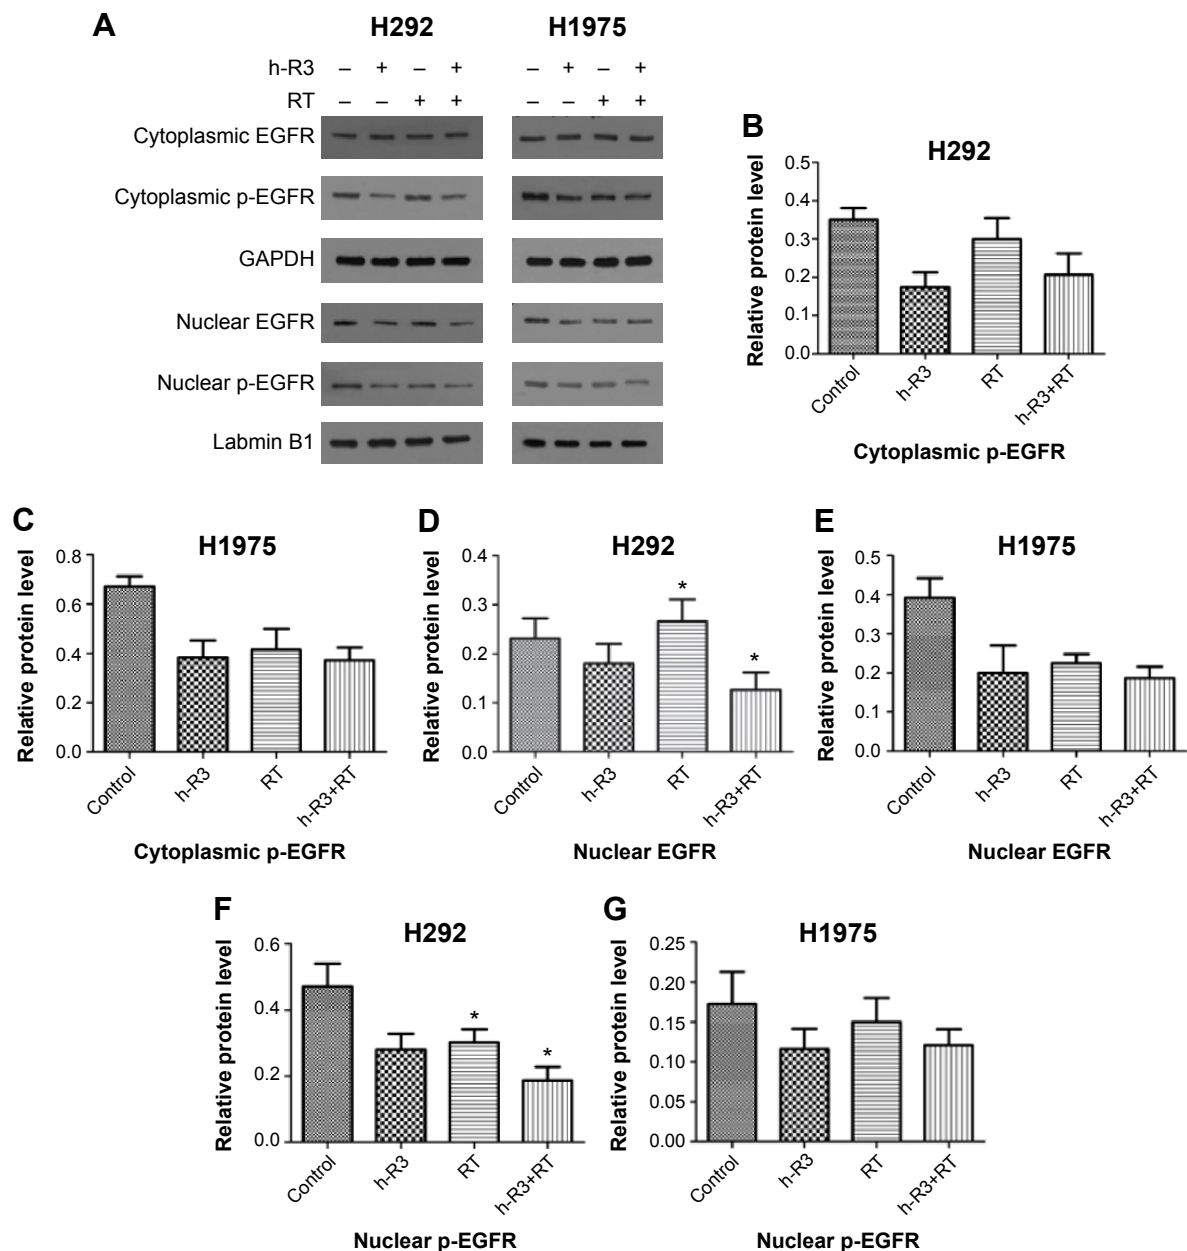 A
H292 H1975
h-R3 – + – + – + – +
RT – – + + – – + +
Cytoplasmic EGFR
Cytoplasmic p-EGFR
GAPDH
Nuclear EGFR
Nuclear p-EGFR
Labmin B1
B
H292
Relative protein level
0.5
0.4
0.3
0.2
0.1
0.0
Control h-R3 RT h-R3+RT
Cytoplasmic p-EGFR
C
H1975
Relative protein level
0.8
0.6
0.4
0.2
0.0
Control h-R3 RT h-R3+RT
Cytoplasmic p-EGFR
D
H292
Relative protein level
0.4
0.3
0.2
0.1
0.0
* *
Control h-R3 RT h-R3+RT
Nuclear EGFR
E
H1975
Relative protein level
0.5
0.4
0.3
0.2
0.1
0.0
Control h-R3 RT h-R3+RT
Nuclear EGFR
F
H292
Relative protein level
0.6
0.4
0.2
0.0
* *
Control h-R3 RT h-R3+RT
Nuclear p-EGFR
G
H1975
Relative protein level
0.25
0.20
0.15
0.10
0.05
0.00
Control h-R3 RT h-R3+RT
Nuclear p-EGFR